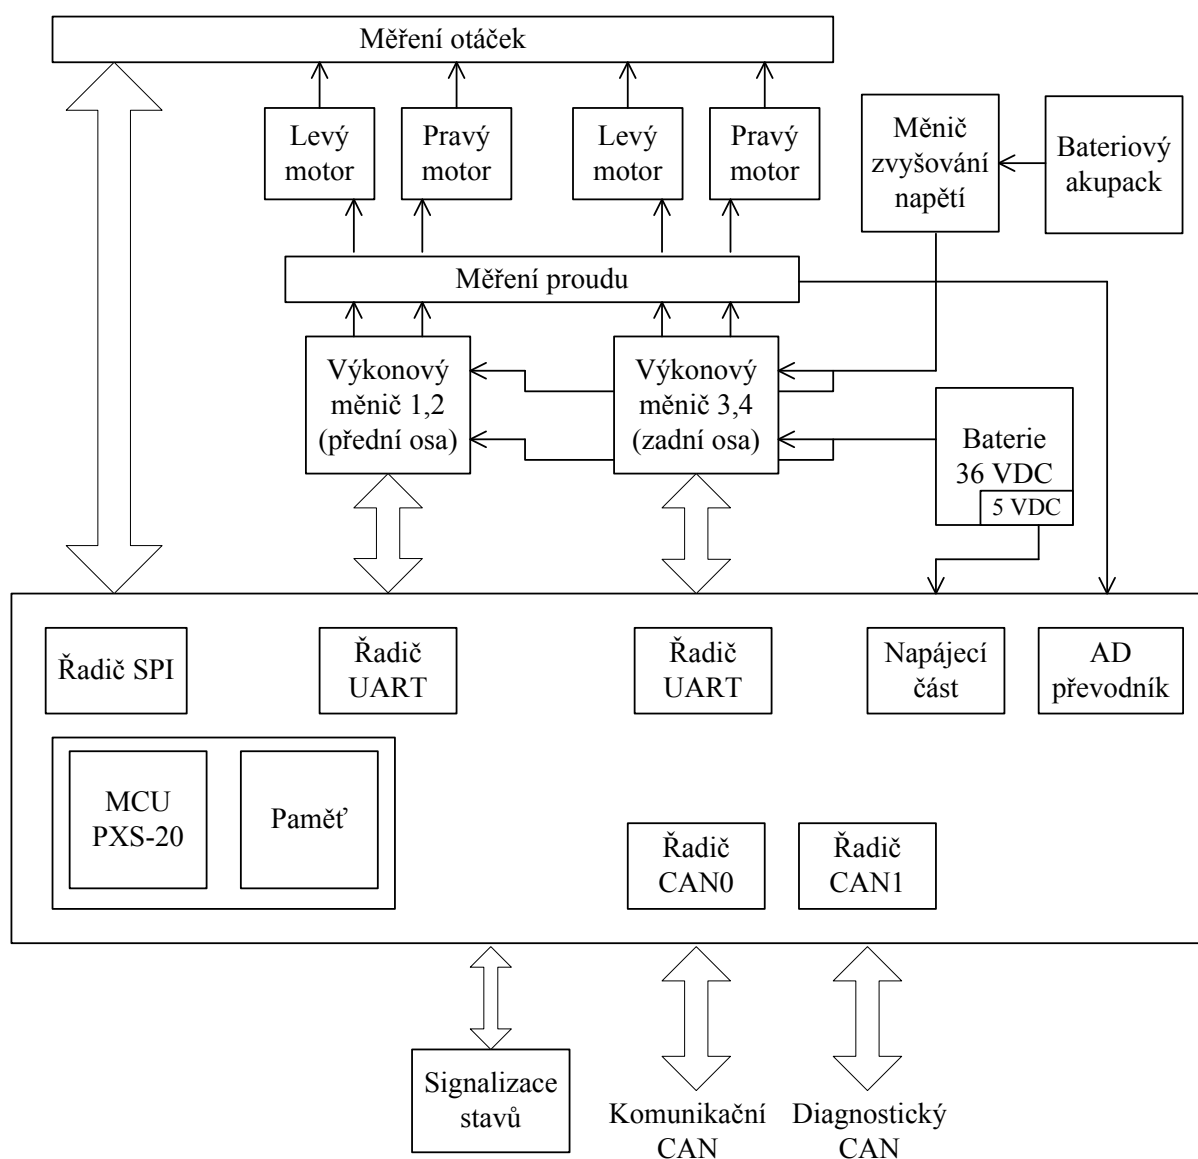 Měření otáček
Levý
motor
Pravý
motor
Levý
motor
Pravý
motor
Měnič
zvyšování
napětí
Bateriový
akupack
Měření proudu
Výkonový
měnič 1,2
(přední osa)
Výkonový
měnič 3,4
(zadní osa)
Baterie
36 VDC
5 VDC
Řadič SPI
Řadič
UART
Řadič
UART
Napájecí
část
AD
převodník
MCU
PXS-20
Paměť
Řadič
CAN0
Řadič
CAN1
Signalizace
stavů
Komunikační
CAN
Diagnostický
CAN